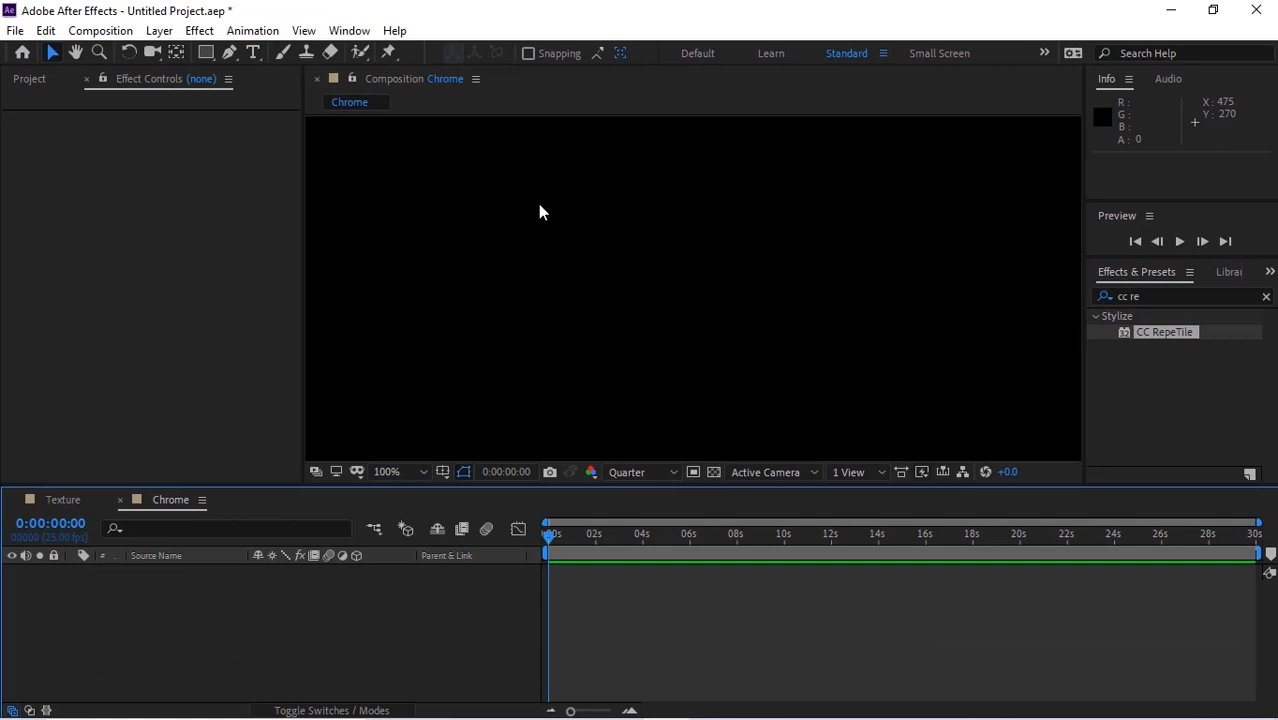 Ae Adobe After Effects - Untitled Project.aep *
File Edit Composition Layer Effect Animation View Window Help
T Snapping Default Learn Standard Small Screen Search Help
Project Effect Controls (none) Composition Chrome Info Audio
Chrome
R : X : 475
G : Y : 270
B :
A : 0
Preview
Effects & Presets
cc re
Stylize
32 CC RepeTile
100% 0:00:00:00 Quarter Active Camera 1 View +0.0
Texture Chrome
0:00:00:00
00000 (25.00 fps)
# Source Name fx Parent & Link
02s 04s 06s 08s 10s 12s 14s 16s 18s 20s 22s 24s 26s 28s 30s
Toggle Switches / Modes